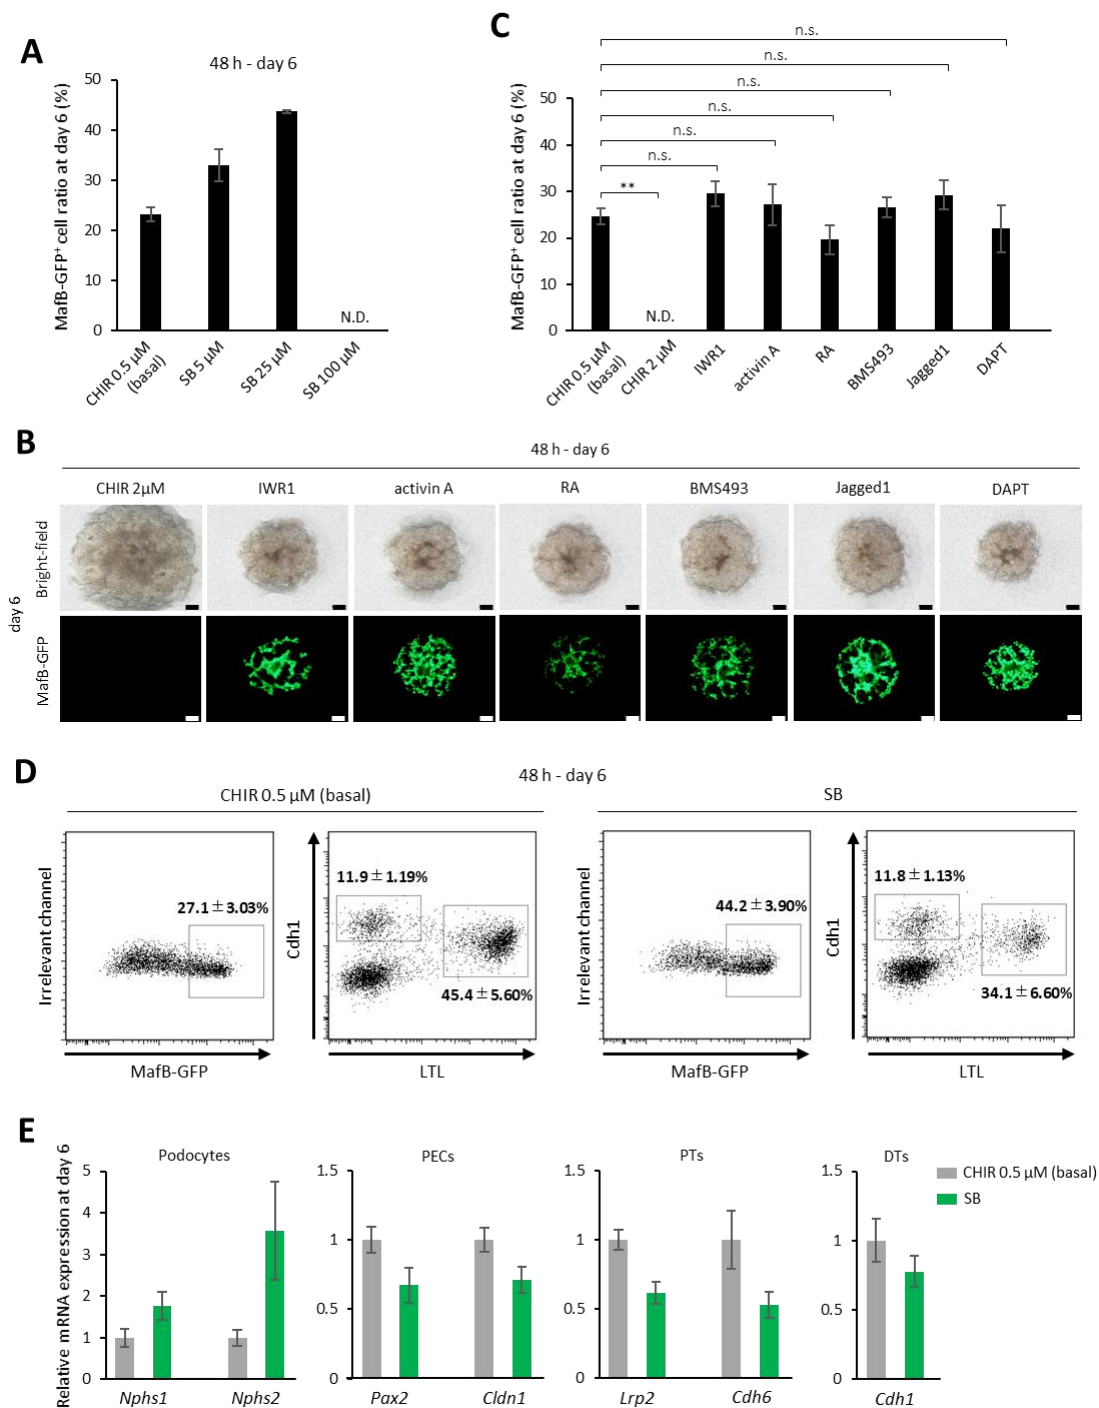 A
48 h - day 6
MafB-GFP+ cell ratio at day 6 (%)
50
40
30
20
10
0
N.D.
CHIR 0.5 µM
(basal)
SB 5 µM
SB 25 µM
SB 100 µM
C
n.s.
n.s.
n.s.
n.s.
n.s.
n.s.
**
MafB-GFP+ cell ratio at day 6 (%)
50
40
30
20
10
0
N.D.
CHIR 0.5 µM
(basal)
CHIR 2 µM
IWR1
activin A
RA
BMS493
Jagged1
DAPT
B
48 h - day 6
CHIR 2µM IWR1 activin A RA BMS493 Jagged1 DAPT
day 6
Bright-field
MafB-GFP
D
48 h - day 6
CHIR 0.5 µM (basal)
SB
Irrelevant channel
27.1 ± 3.03%
MafB-GFP
Cdh1
11.9 ± 1.19%
45.4 ± 5.60%
LTL
Irrelevant channel
44.2 ± 3.90%
MafB-GFP
Cdh1
11.8 ± 1.13%
34.1 ± 6.60%
LTL
E
Relative mRNA expression at day 6
Podocytes
5
4
3
2
1
0
Nphs1 Nphs2
PECs
1.5
1
0.5
0
Pax2 Cldn1
PTs
1.5
1
0.5
0
Lrp2 Cdh6
DTs
1.5
1
0.5
0
Cdh1
CHIR 0.5 µM (basal)
SB